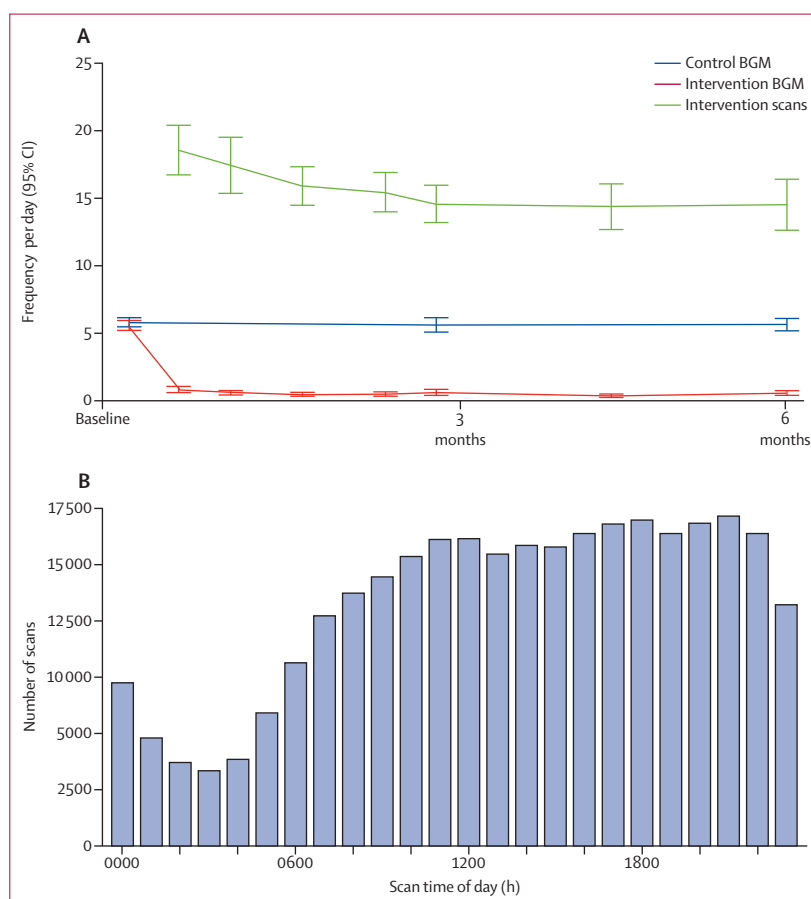 A
25
20
15
10
5
0
Frequency per day (95% CI)
Control BGM
Intervention BGM
Intervention scans
Baseline
3
months
6
months
B
17500
15000
12500
10000
5000
2500
0
Number of scans
0000
0600
1200
1800
Scan time of day (h)